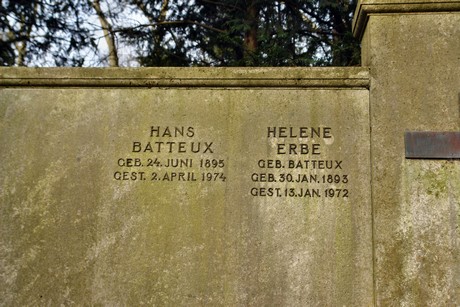 HANS
BATTEUX
GEB. 24. JUNI 1895
GEST. 2. APRIL 1974
HELENE
ERBE
GEB. BATTEUX
GEB. 30. JAN. 1893
GEST. 13. JAN. 1972